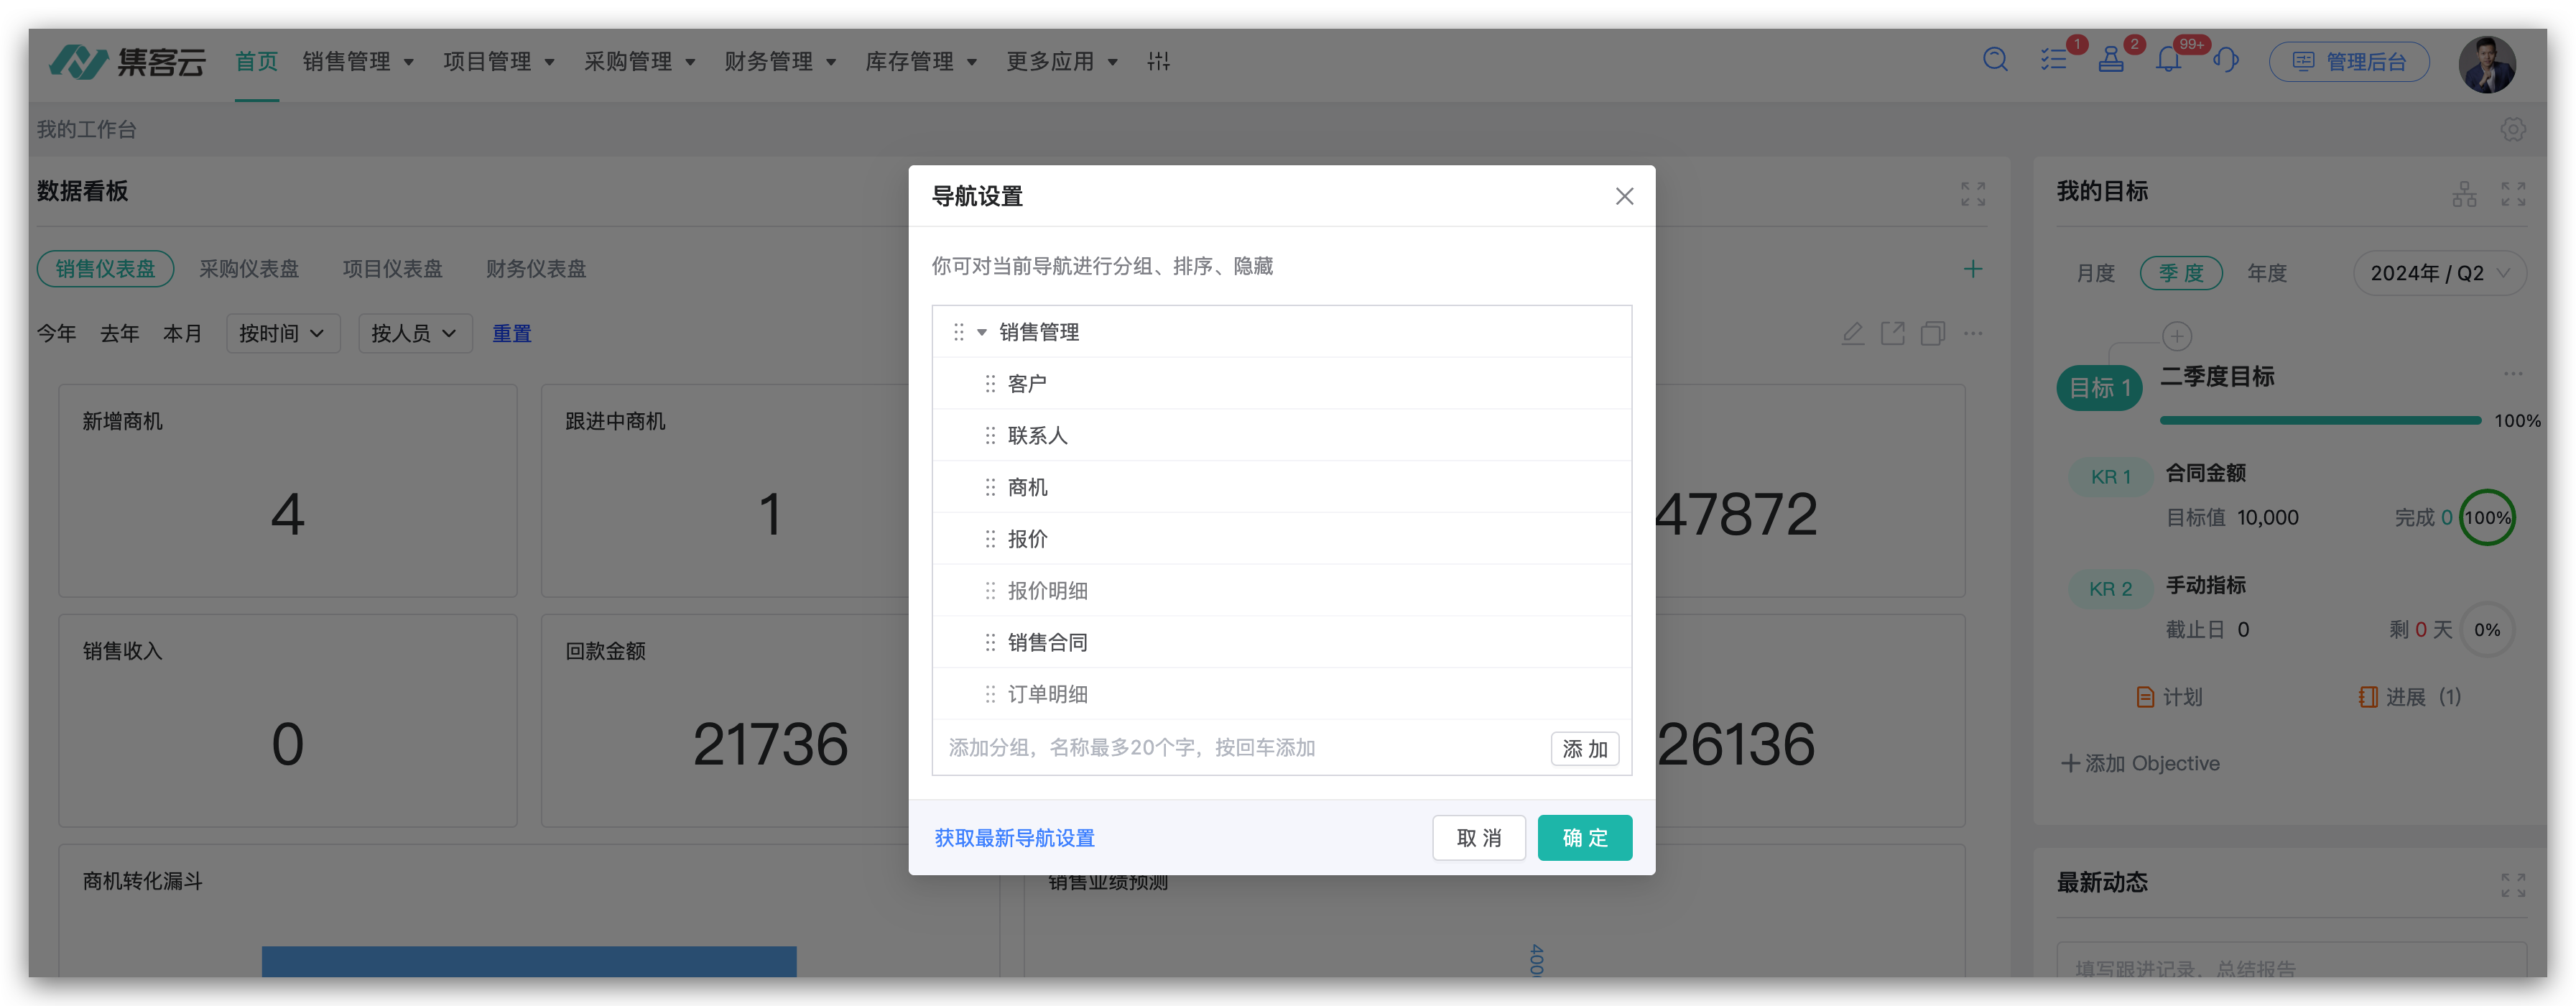 集客云 首页 销售管理 项目管理 采购管理 财务管理 库存管理 更多应用 1 2 99+ 管理后台
我的工作台
数据看板
销售仪表盘 采购仪表盘 项目仪表盘 财务仪表盘
今年 去年 本月 按时间 按人员 重置
新增商机
4
跟进中商机
1
47872
销售收入
0
回款金额
21736
26136
商机转化漏斗
销售业绩预测
400
导航设置
你可对当前导航进行分组、排序、隐藏
销售管理
客户
联系人
商机
报价
报价明细
销售合同
订单明细
添加分组，名称最多20个字，按回车添加 添 加
获取最新导航设置 取 消 确 定
我的目标
月度 季 度 年度 2024年 / Q2
目标 1 二季度目标
100%
KR 1 合同金额
目标值 10,000 完成 0 100%
KR 2 手动指标
截止日 0 剩 0 天 0%
计划 进展（1）
添加 Objective
最新动态
填写跟进记录，总结报告